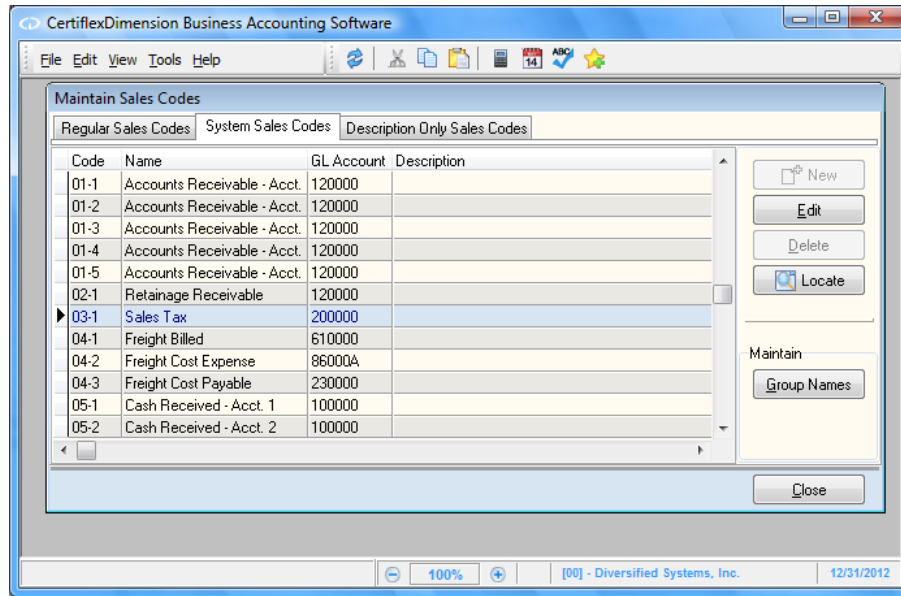 CertiflexDimension Business Accounting Software
File Edit View Tools Help 14 ABC
Maintain Sales Codes
Regular Sales Codes System Sales Codes Description Only Sales Codes
Code Name GL Account Description
01-1 Accounts Receivable - Acct. 120000
01-2 Accounts Receivable - Acct. 120000
01-3 Accounts Receivable - Acct. 120000
01-4 Accounts Receivable - Acct. 120000
01-5 Accounts Receivable - Acct. 120000
02-1 Retainage Receivable 120000
03-1 Sales Tax 200000
04-1 Freight Billed 610000
04-2 Freight Cost Expense 86000A
04-3 Freight Cost Payable 230000
05-1 Cash Received - Acct. 1 100000
05-2 Cash Received - Acct. 2 100000
New
Edit
Delete
Locate
Maintain
Group Names
Close
100% [00] - Diversified Systems, Inc. 12/31/2012